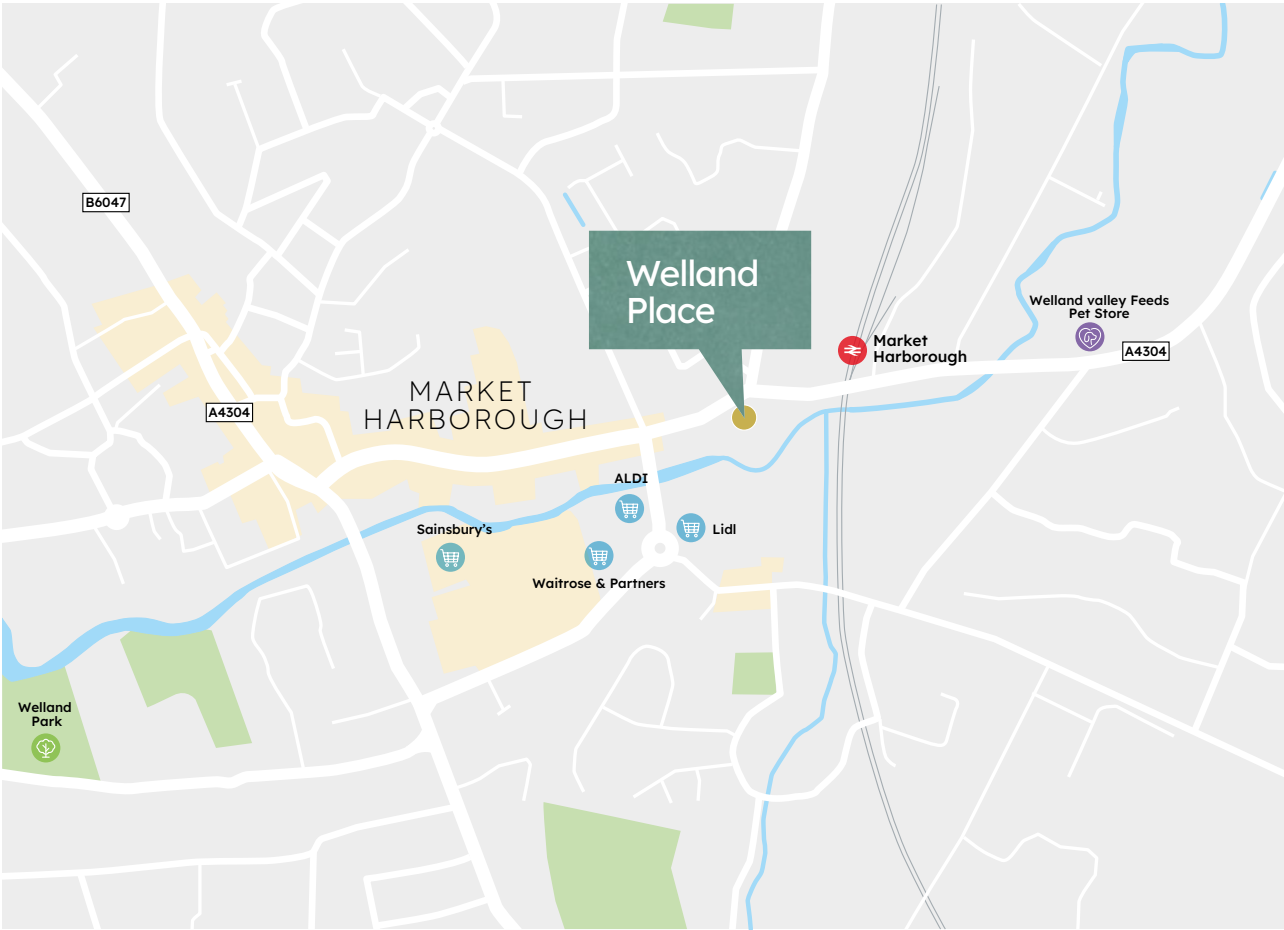 B6047
Welland
Place
Welland valley Feeds
Pet Store
Market
Harborough
A4304
MARKET
HARBOROUGH
A4304
ALDI
Sainsbury's
Lidl
Waitrose & Partners
Welland
Park